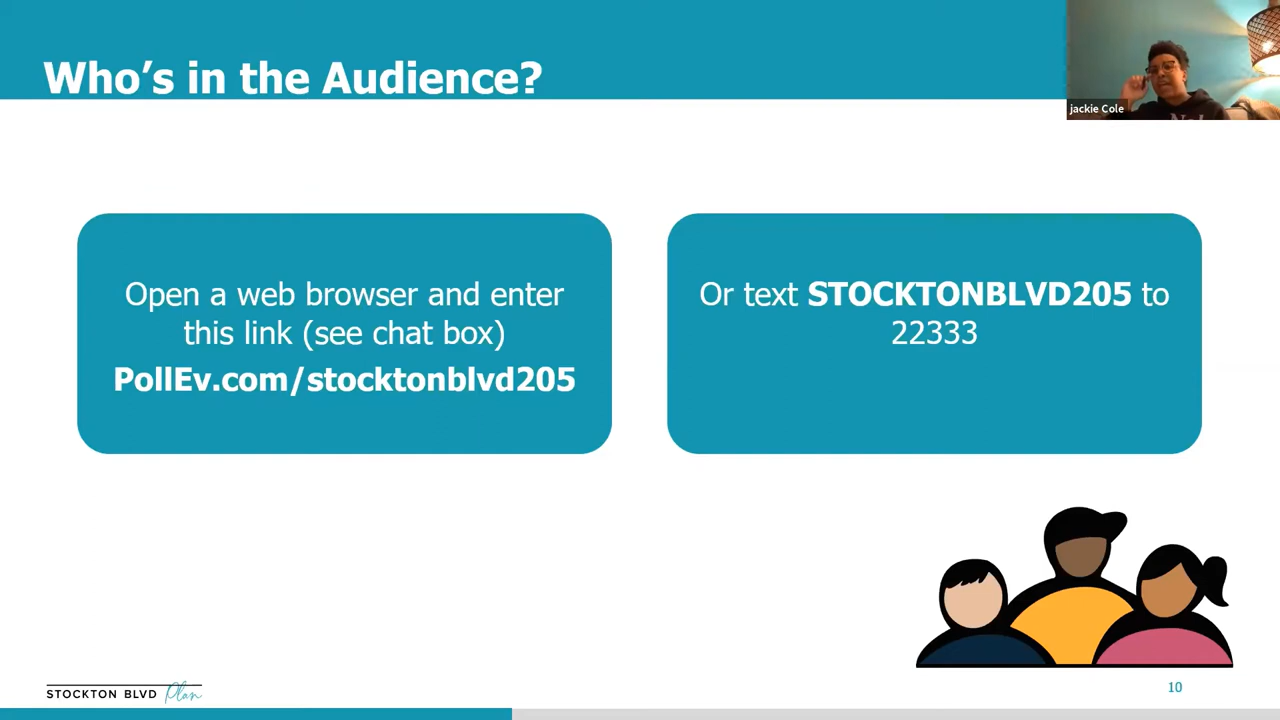 Who's in the Audience?
jackie Cole
Open a web browser and enter
this link (see chat box)
PollEv.com/stocktonblvd205
Or text STOCKTONBLVD205 to
22333
STOCKTON BLVD Plan
10